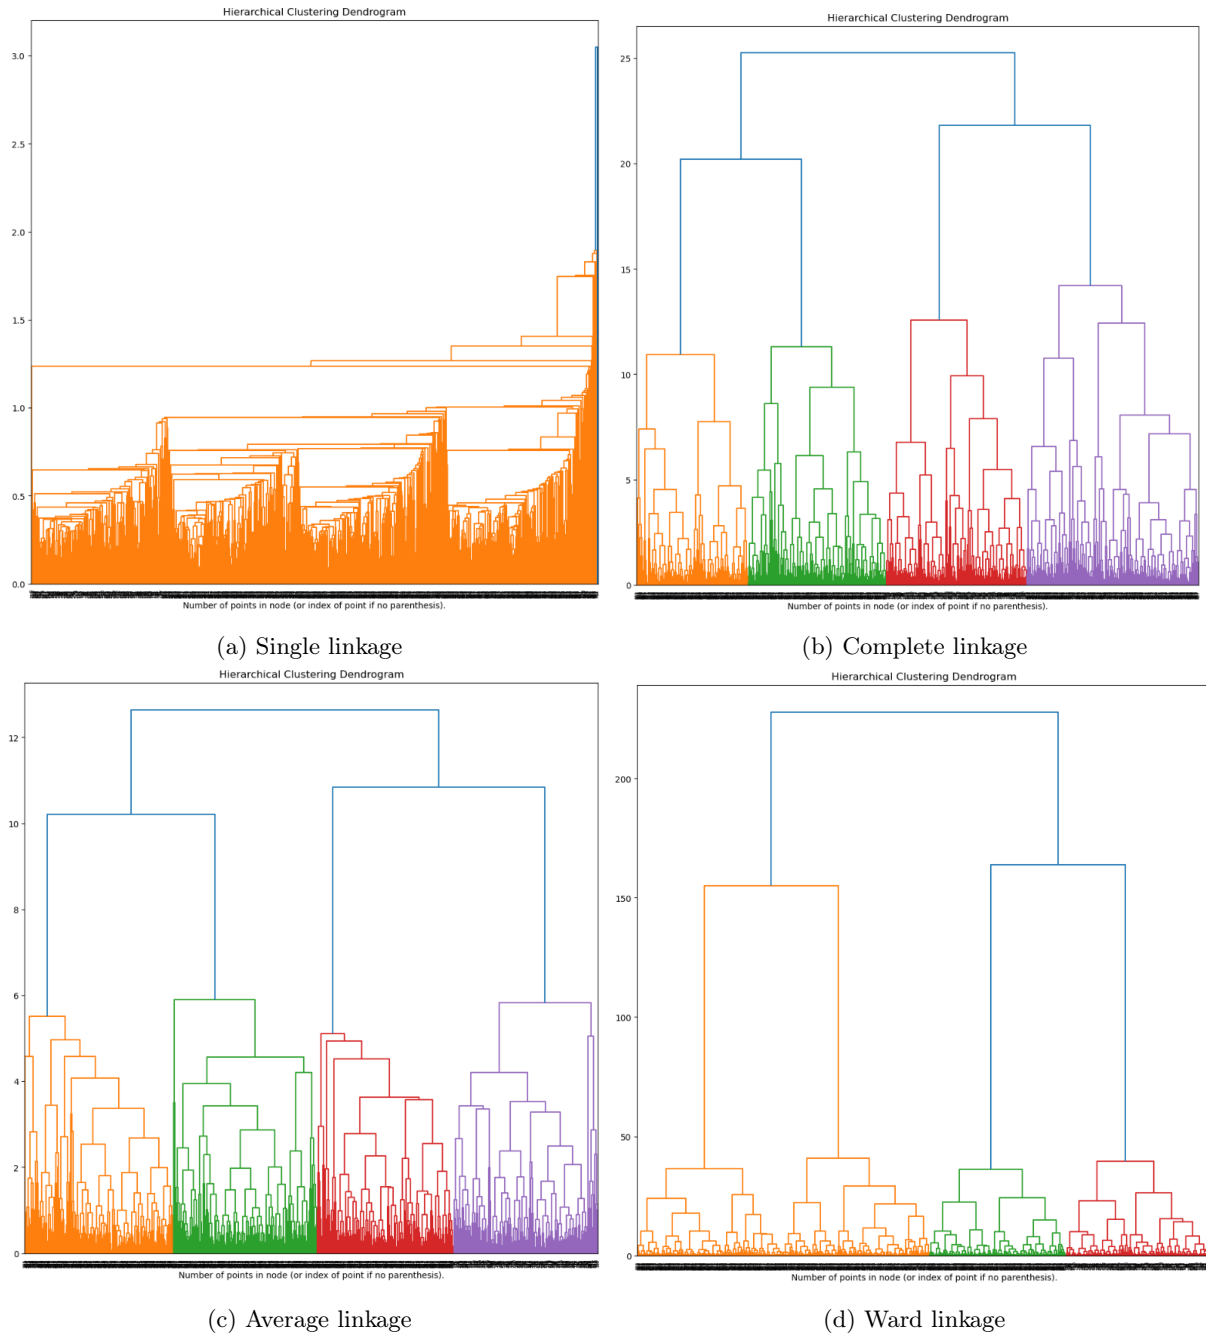 Hierarchical Clustering Dendrogram
3.0
2.5
2.0
1.5
1.0
0.5
0.0
Number of points in node (or index of point if no parenthesis).
(a) Single linkage
Hierarchical Clustering Dendrogram
25
20
15
10
5
0
Number of points in node (or index of point if no parenthesis).
(b) Complete linkage
Hierarchical Clustering Dendrogram
12
10
8
6
4
2
0
Number of points in node (or index of point if no parenthesis).
(c) Average linkage
Hierarchical Clustering Dendrogram
200
150
100
50
0
Number of points in node (or index of point if no parenthesis).
(d) Ward linkage